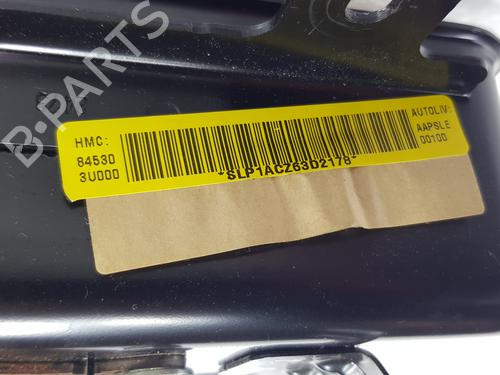 HMC:
84530
3U000
*SLP1ACZ63D2178*
AUTOLIV:
AAPSLE
00100
B-PARTS